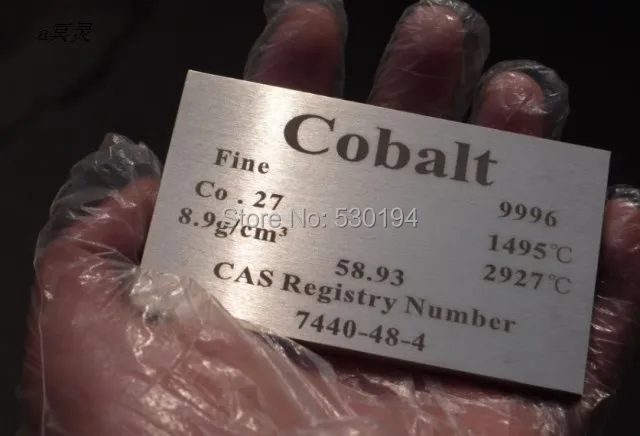 a冥灵
Cobalt
Fine 9996
Co . 27 1495℃
8.9g/cm³ 58.93 2927℃
Store No: 530194
CAS Registry Number
7440-48-4